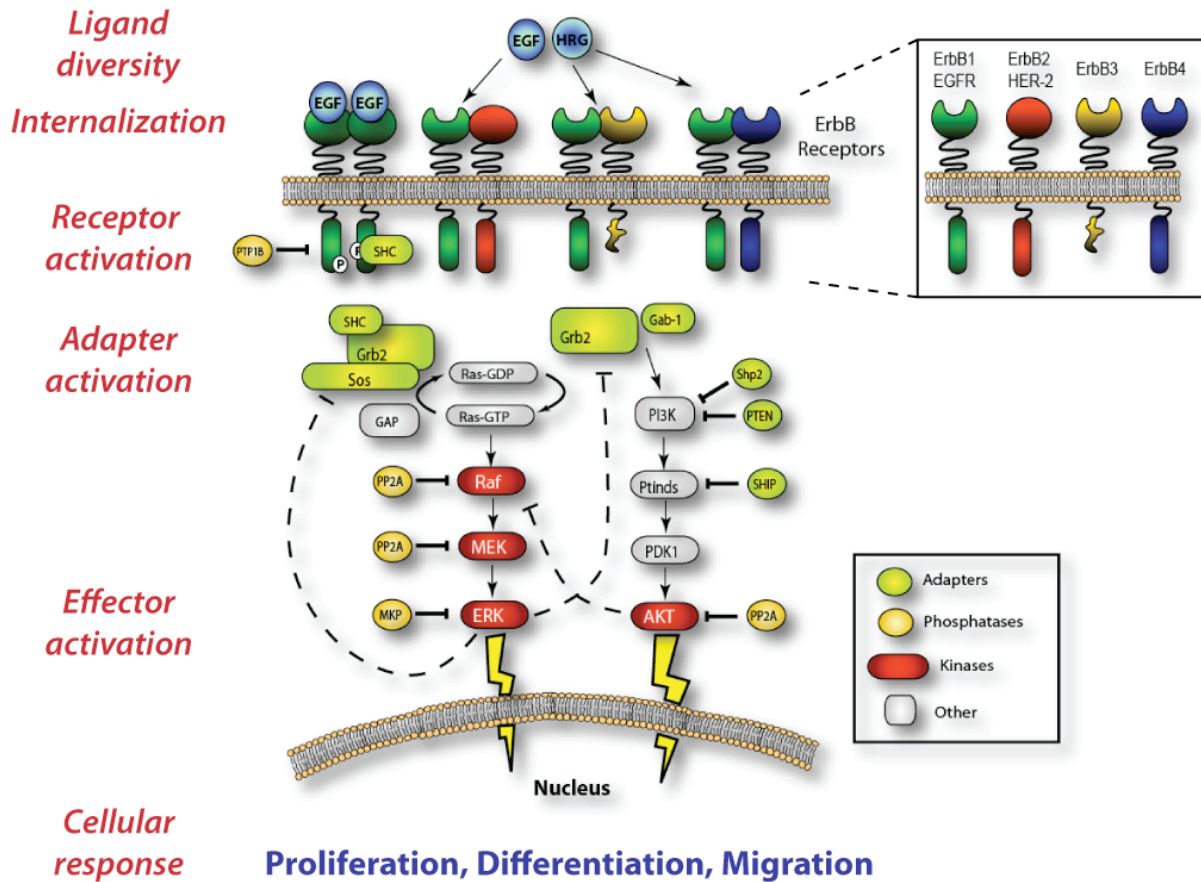 Ligand
diversity
Internalization
Receptor
activation
Adapter
activation
Effector
activation
Cellular
response
EGF
HRG
EGF
EGF
ErbB
Receptors
ErbB1
EGFR
ErbB2
HER-2
ErbB3
ErbB4
PTP1B
P
P
SHC
SHC
Grb2
Sos
Ras-GDP
GAP
Ras-GTP
Grb2
Gab-1
Shp2
PI3K
PTEN
PP2A
Raf
Ptinds
SHIP
PP2A
MEK
PDK1
MKP
ERK
AKT
PP2A
Adapters
Phosphatases
Kinases
Other
Nucleus
Proliferation, Differentiation, Migration